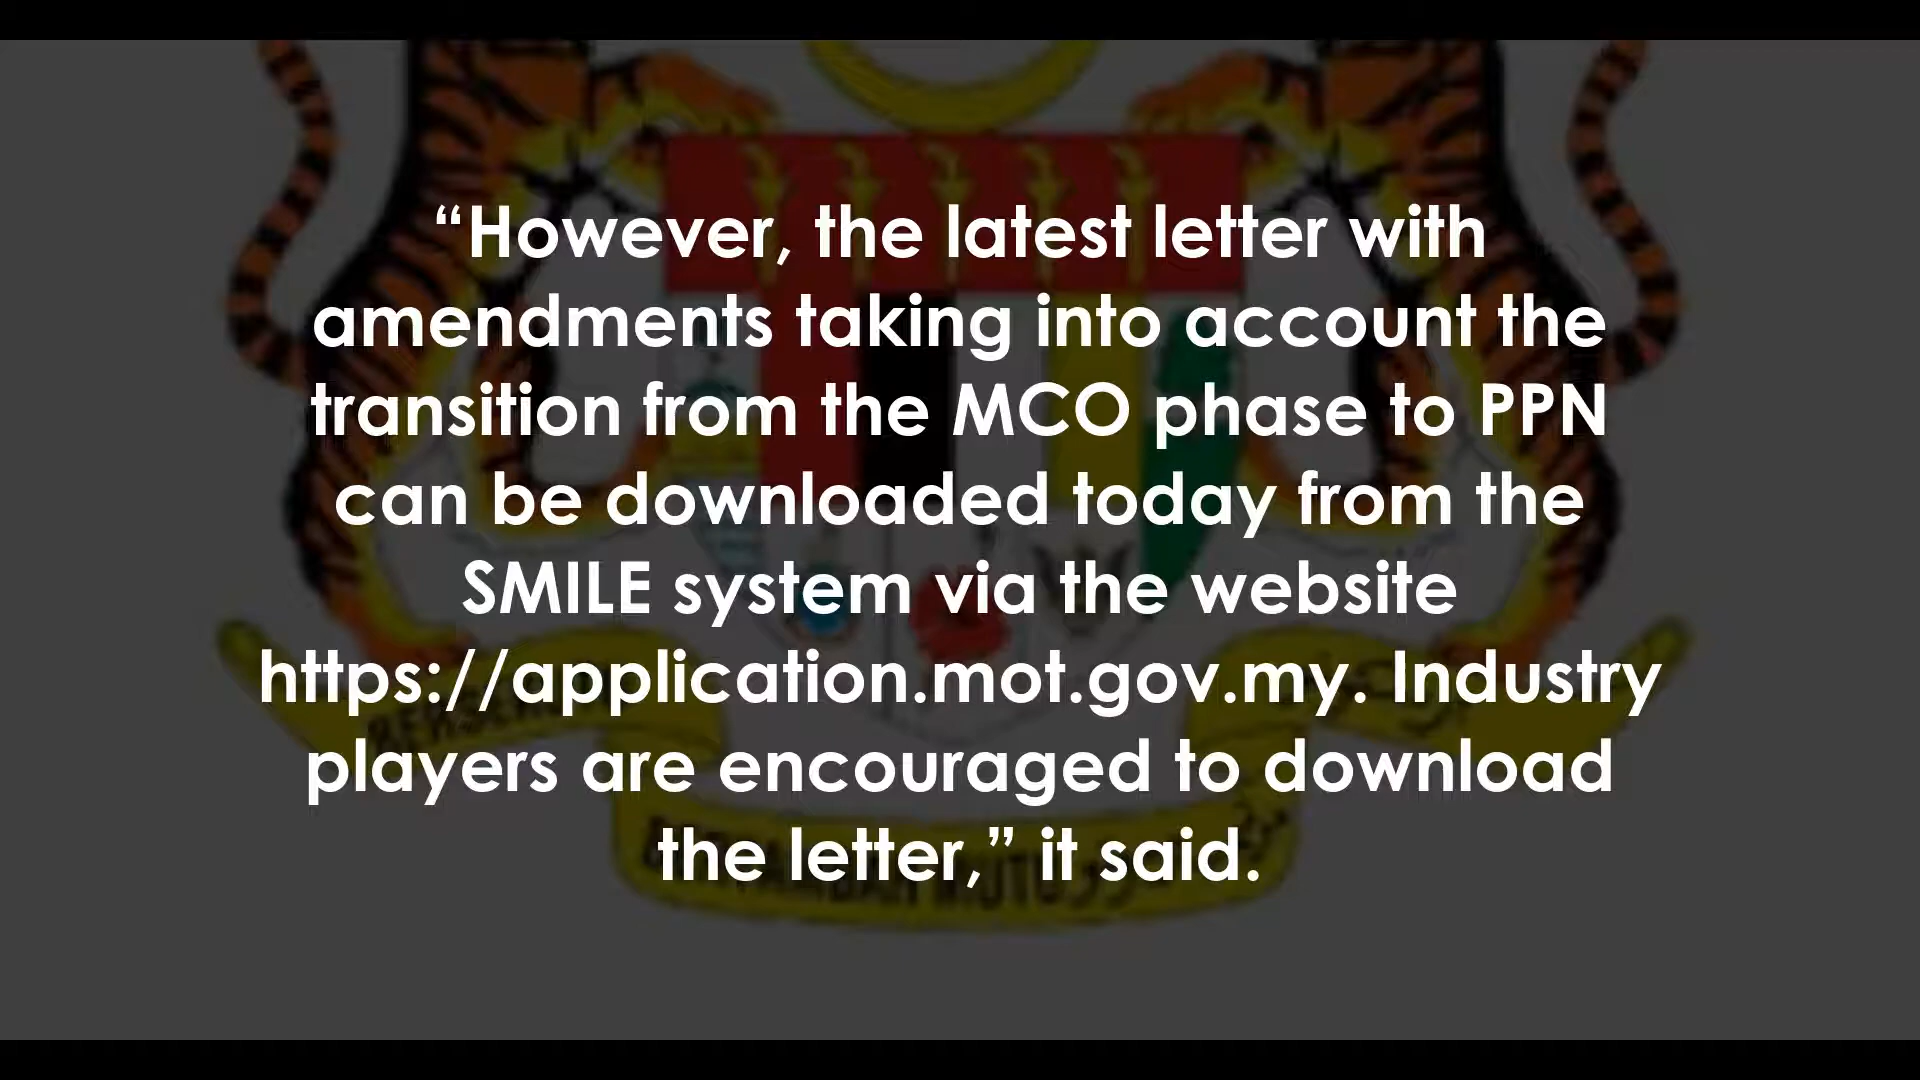 “However, the latest letter with
amendments taking into account the
transition from the MCO phase to PPN
can be downloaded today from the
SMILE system via the website
https://application.mot.gov.my. Industry
players are encouraged to download
the letter,” it said.